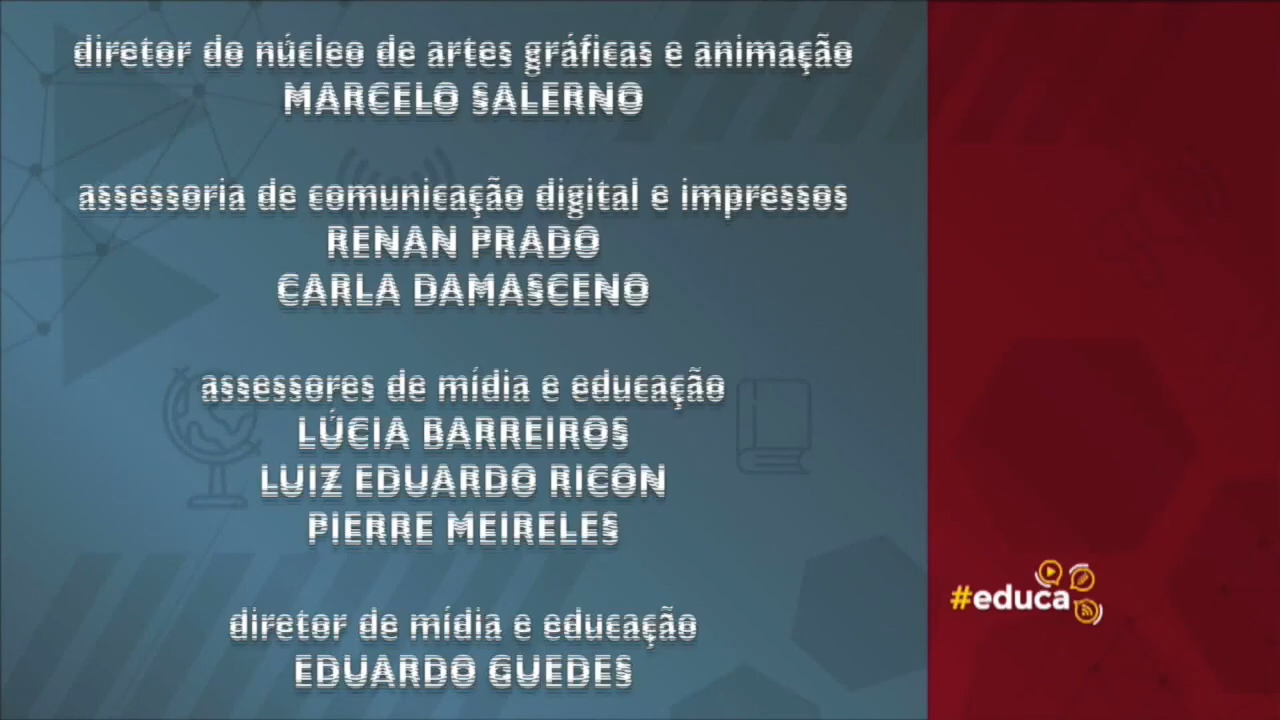 diretor do núcleo de artes gráficas e animação
MARCELO SALERNO
assessoria de comunicação digital e impressos
RENAN PRADO
CARLA DAMASCENO
assessores de mídia e educação
LÚCIA BARREIROS
LUIZ EDUARDO RICON
PIERRE MEIRELES
diretor de mídia e educação
EDUARDO GUEDES
#educa